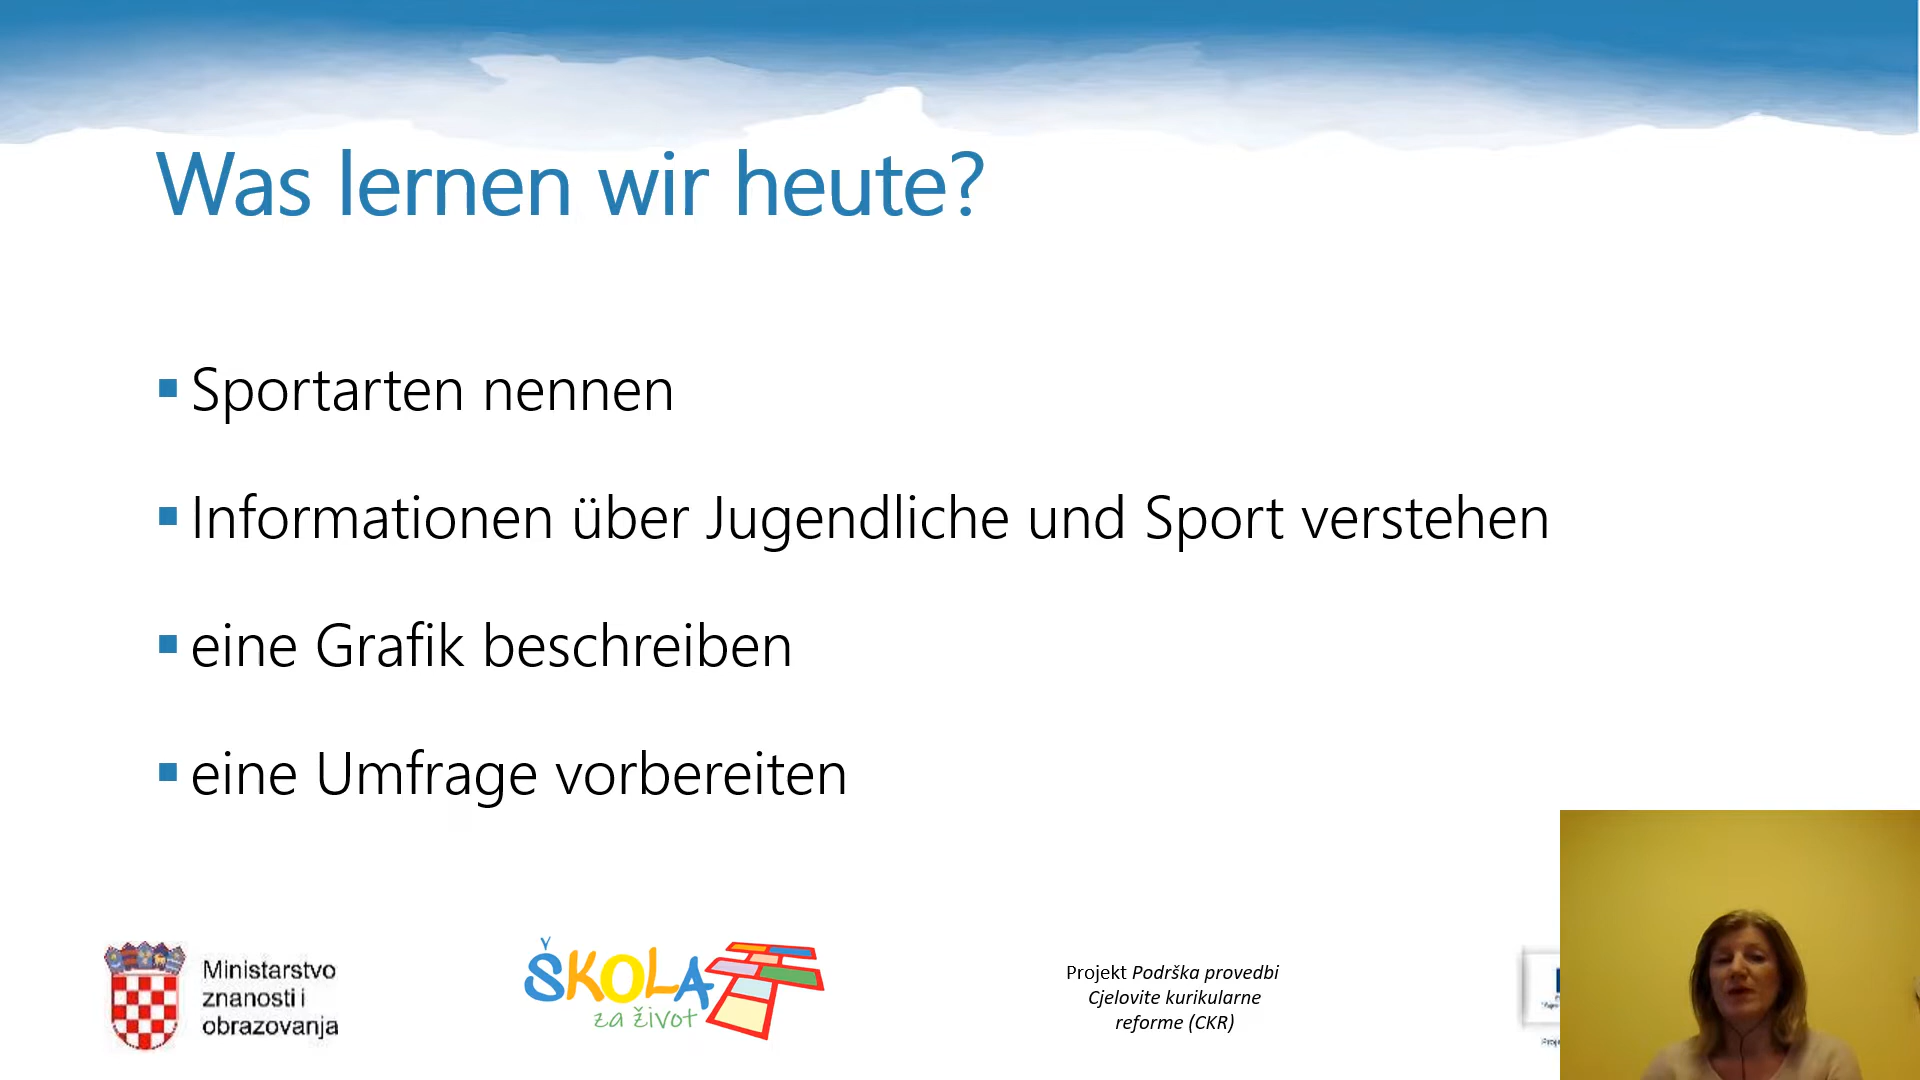 Was lernen wir heute?
Sportarten nennen
Informationen über Jugendliche und Sport verstehen
eine Grafik beschreiben
eine Umfrage vorbereiten
Ministarstvo
znanosti i
obrazovanja
ŠKOLA
za život
Projekt Podrška provedbi
Cjelovite kurikularne
reforme (CKR)